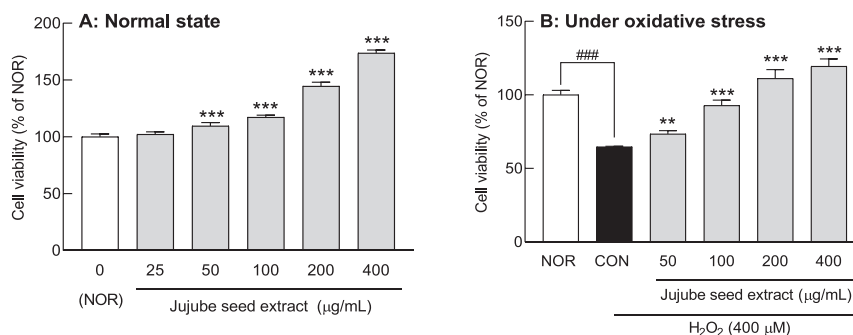 A: Normal state
Cell viability (% of NOR)
200
150
100
50
0
***
***
***
***
0
25
50
100
200
400
(NOR)
Jujube seed extract (μg/mL)
B: Under oxidative stress
Cell viability (% of NOR)
150
100
50
0
###
**
***
***
***
NOR
CON
50
100
200
400
Jujube seed extract (μg/mL)
H₂O₂ (400 μM)